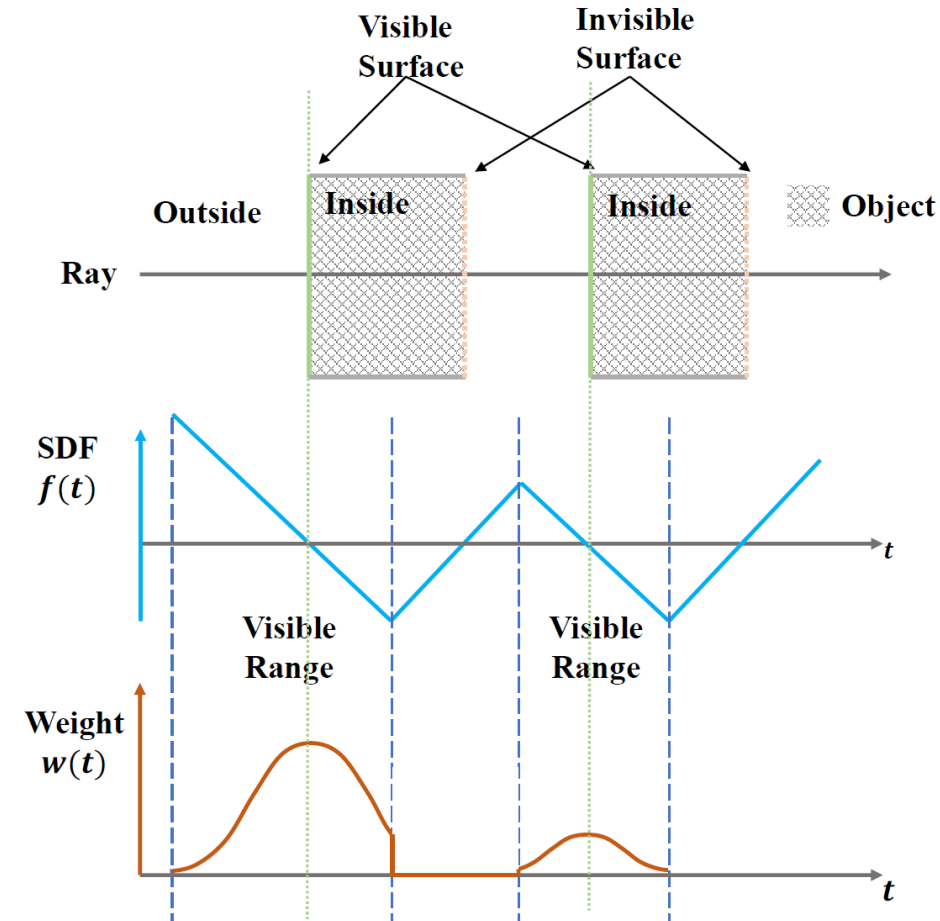 Visible
Surface
Invisible
Surface
Outside
Inside
Inside
Object
Ray
SDF
f(t)
t
Visible
Range
Visible
Range
Weight
w(t)
t